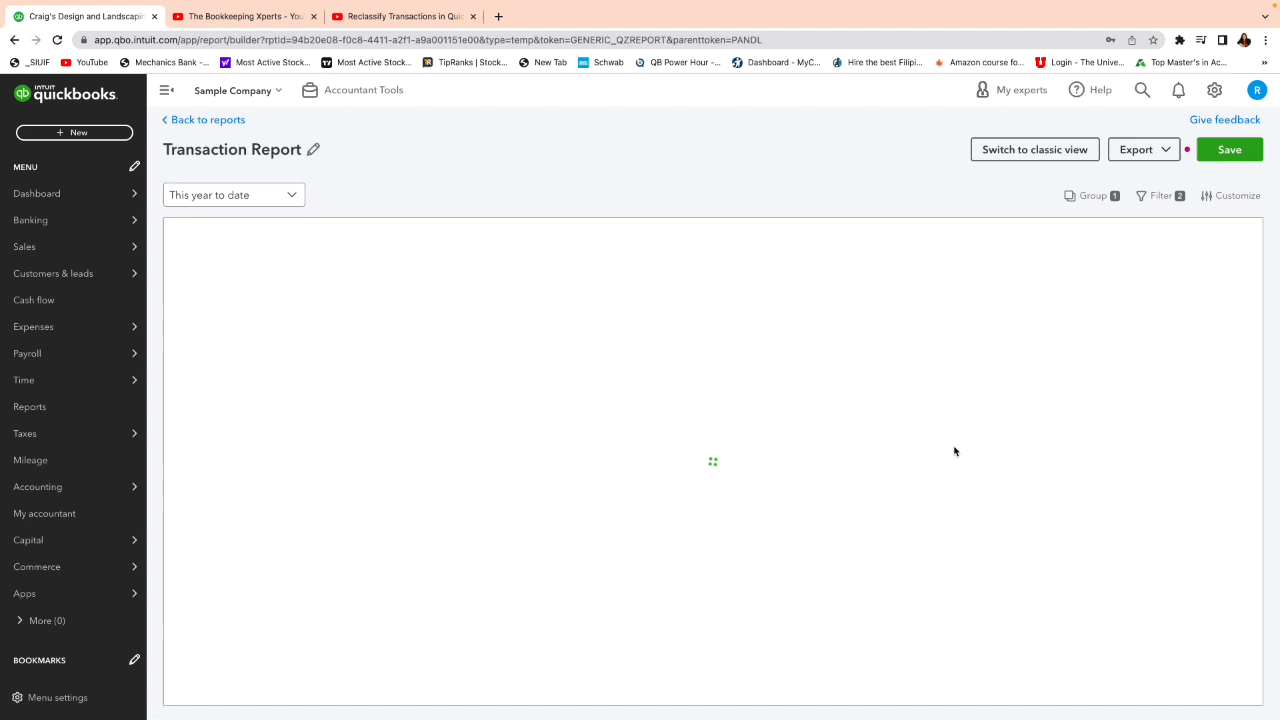 Craig's Design and Landscapin
The Bookkeeping Xperts - You
Reclassify Transactions in Quic
app.qbo.intuit.com/app/report/builder?rptId=94b20e08-f0c8-4411-a2f1-a9a001151e00&type=temp&token=GENERIC_QZREPORT&parenttoken=PANDL
_SIUIF
YouTube
Mechanics Bank -...
Most Active Stock...
Most Active Stock...
TipRanks | Stock...
New Tab
Schwab
QB Power Hour -...
Dashboard - MyC...
Hire the best Filipi...
Amazon course fo...
Login - The Unive...
Top Master's in Ac...
»
INTUIT
quickbooks.
Sample Company
Accountant Tools
My experts
Help
R
+ New
Back to reports
Give feedback
Transaction Report
Switch to classic view
Export
Save
This year to date
Group 1
Filter 2
Customize
MENU
Dashboard
Banking
Sales
Customers & leads
Cash flow
Expenses
Payroll
Time
Reports
Taxes
Mileage
Accounting
My accountant
Capital
Commerce
Apps
More (0)
BOOKMARKS
Menu settings